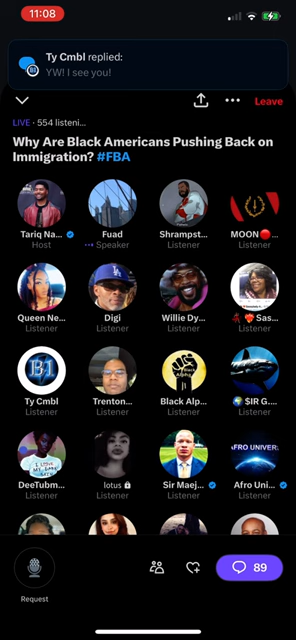 11:08
Ty Cmbl replied:
YW! I see you!
Leave
LIVE · 554 listeni...
Why Are Black Americans Pushing Back on
Immigration? #FBA
Tariq Na... Fuad Shrampst... MOON
Host Speaker Listener Listener
Queen Ne... Digi Willie Dy... Sas...
Listener Listener Listener Listener
B1
Ty Cmbl Trenton... Black Alp... $IR G...
Listener Listener Listener Listener
AFRO UNIVER
DeeTubm... lotus Sir Maej... Afro Uni...
Listener Listener Listener Listener
89
Request